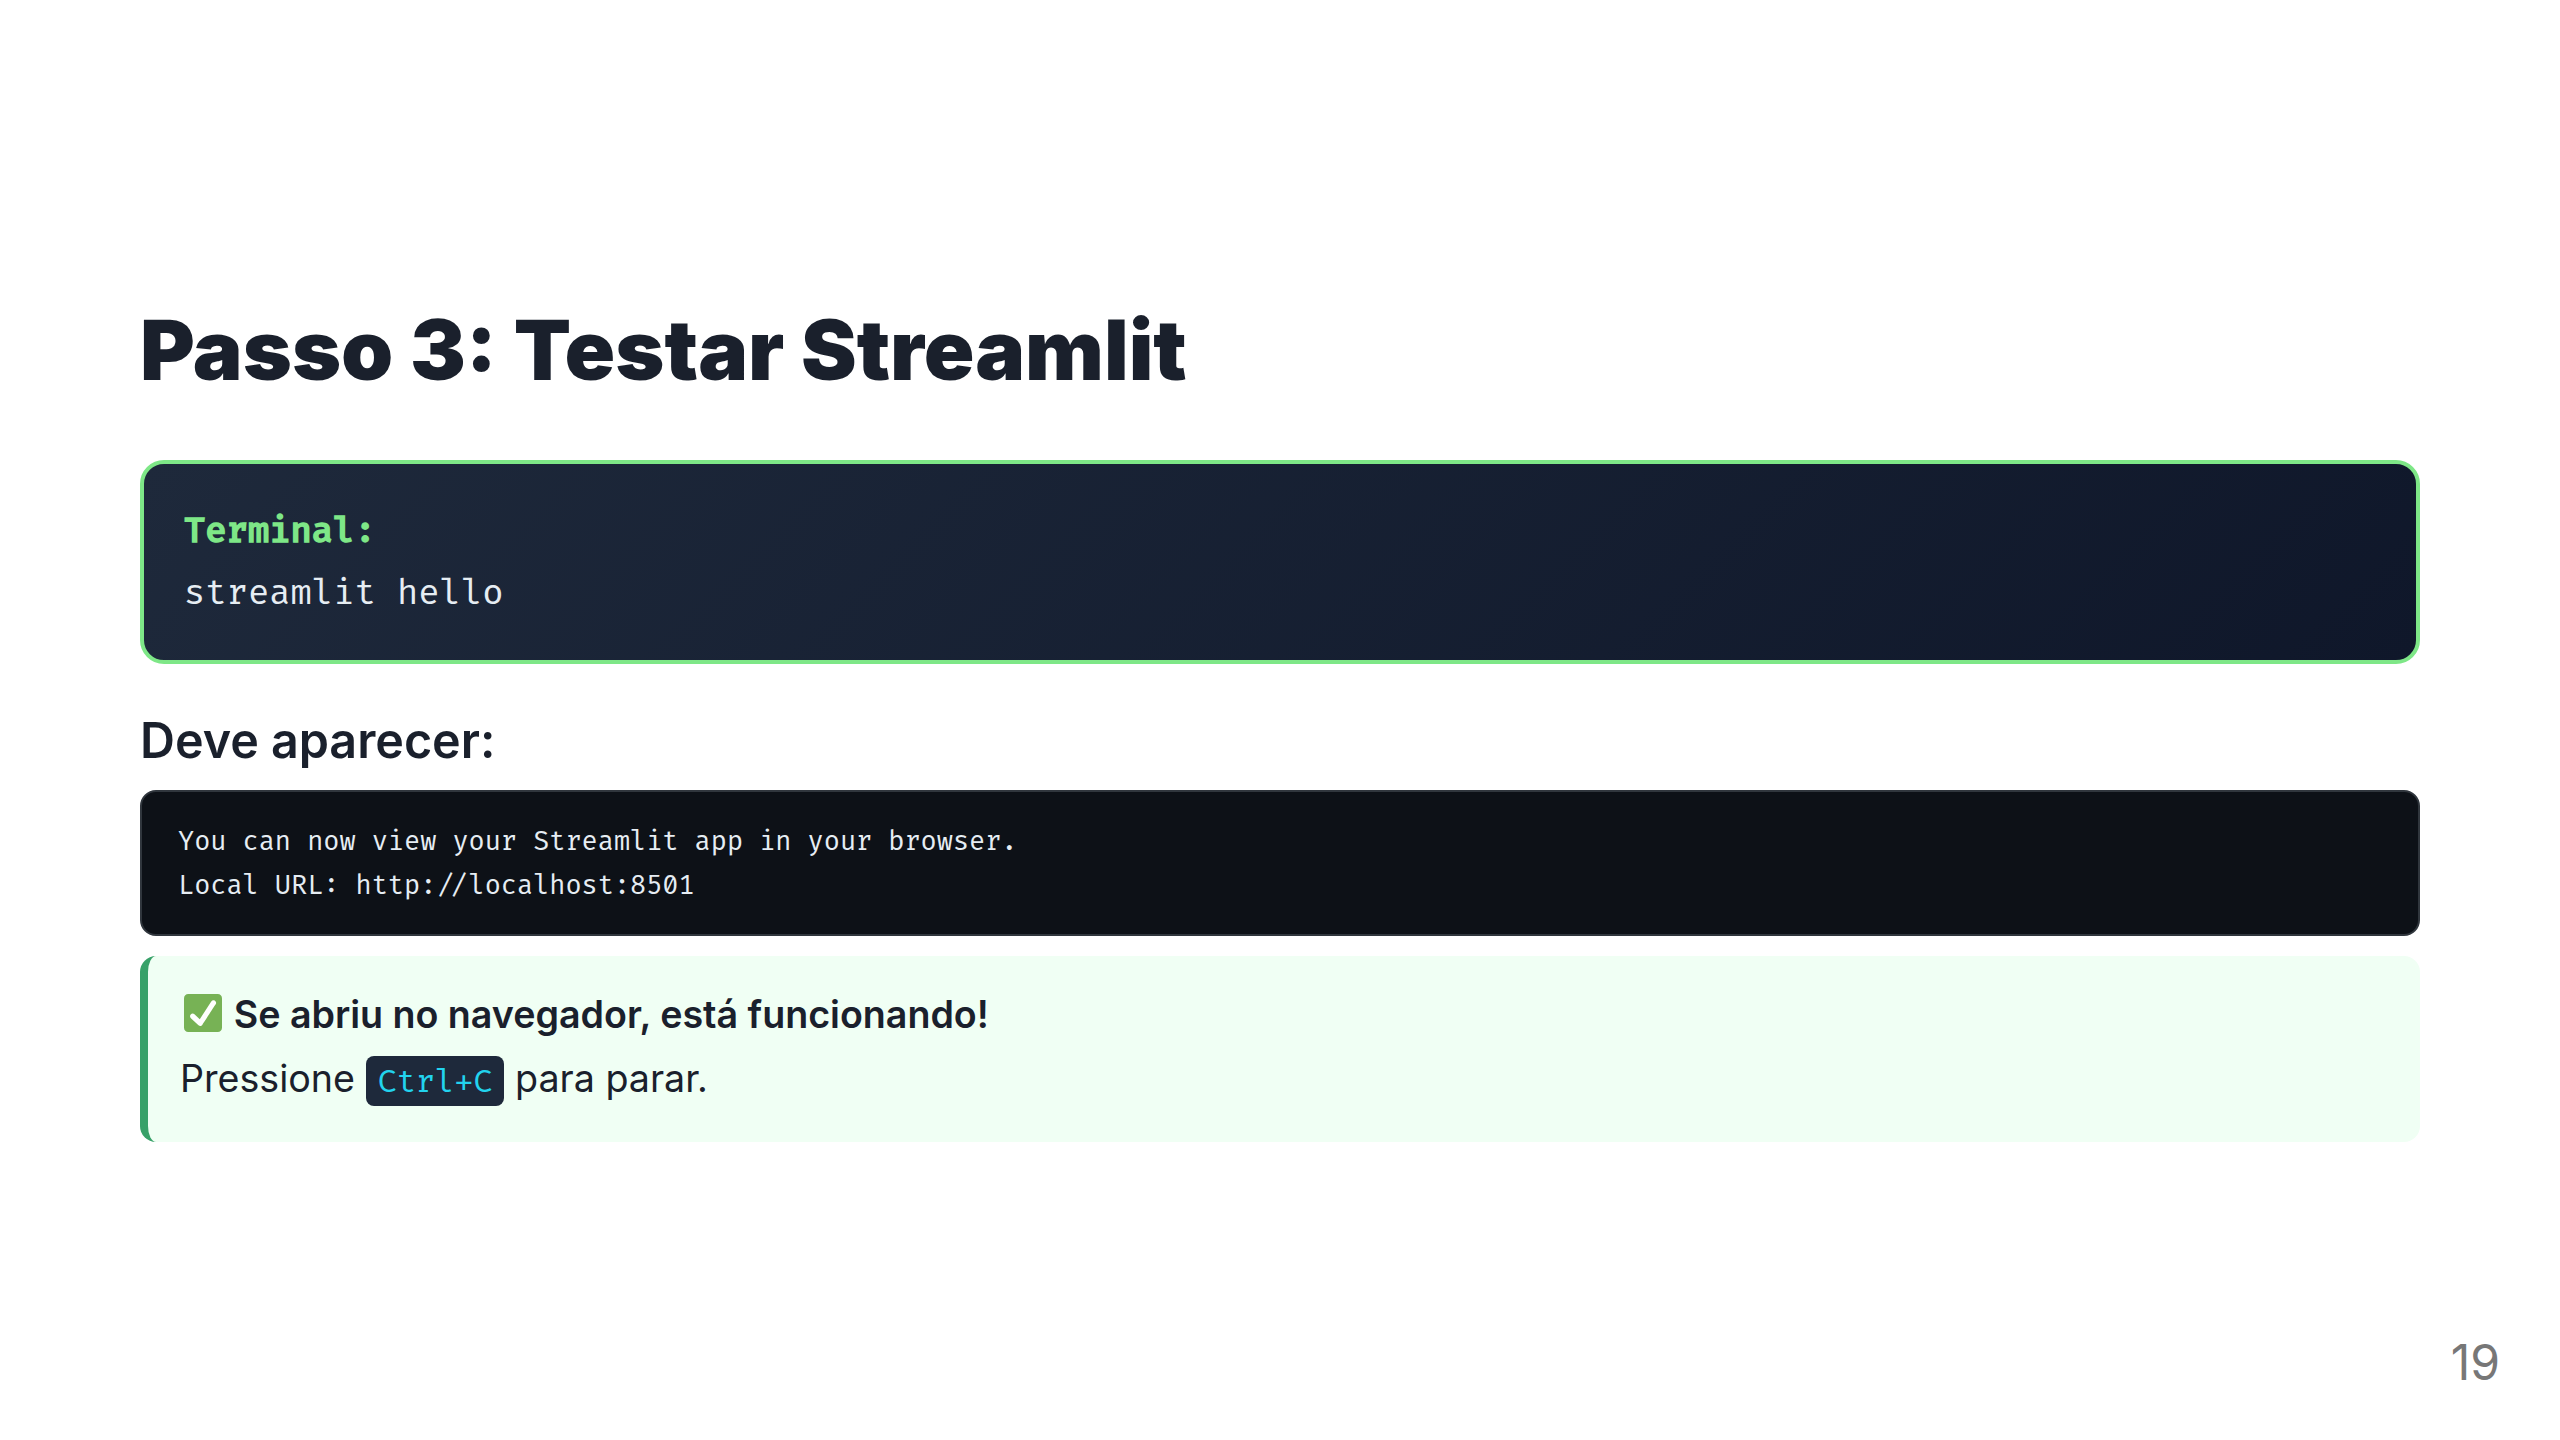 Passo 3: Testar Streamlit
Terminal:
streamlit hello
Deve aparecer:
You can now view your Streamlit app in your browser.
Local URL: http://localhost:8501
✅ Se abriu no navegador, está funcionando!
Pressione Ctrl+C para parar.
19